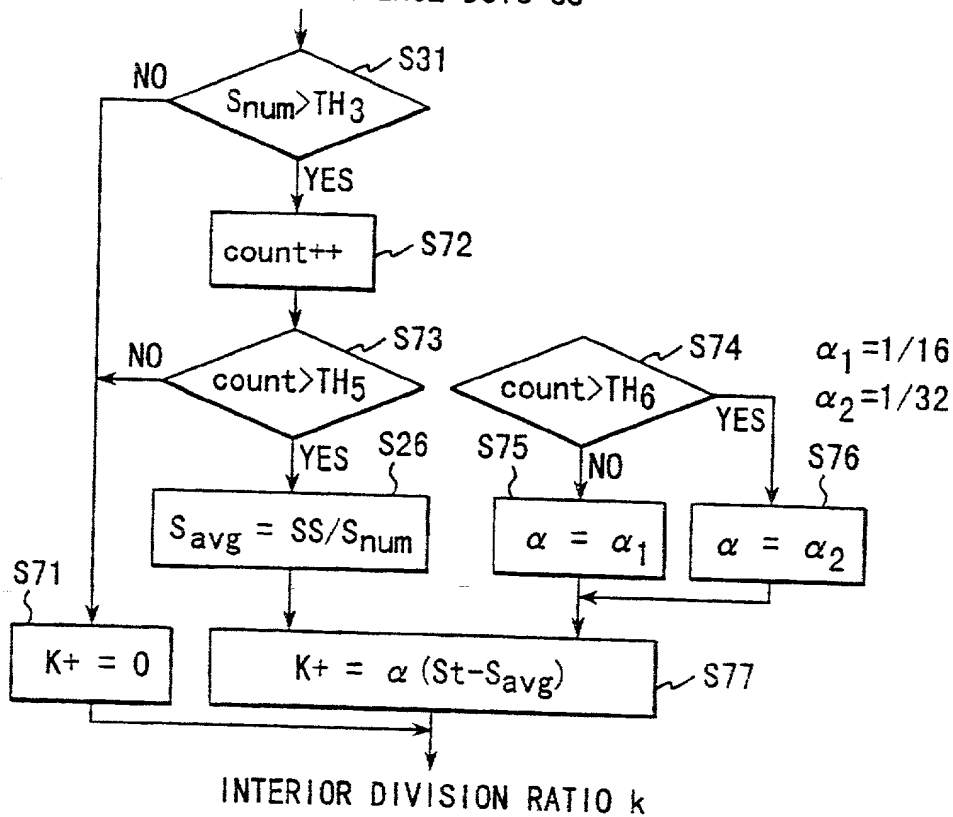 S31
NO
Snum>TH3
YES
count++
S72
S73
NO
count>TH5
YES
S26
Savg = SS/Snum
S74
count>TH6
YES
α1=1/16
α2=1/32
S75
NO
S76
α = α1
α = α2
S71
K+ = 0
K+ = α (St-Savg)
S77
INTERIOR DIVISION RATIO k